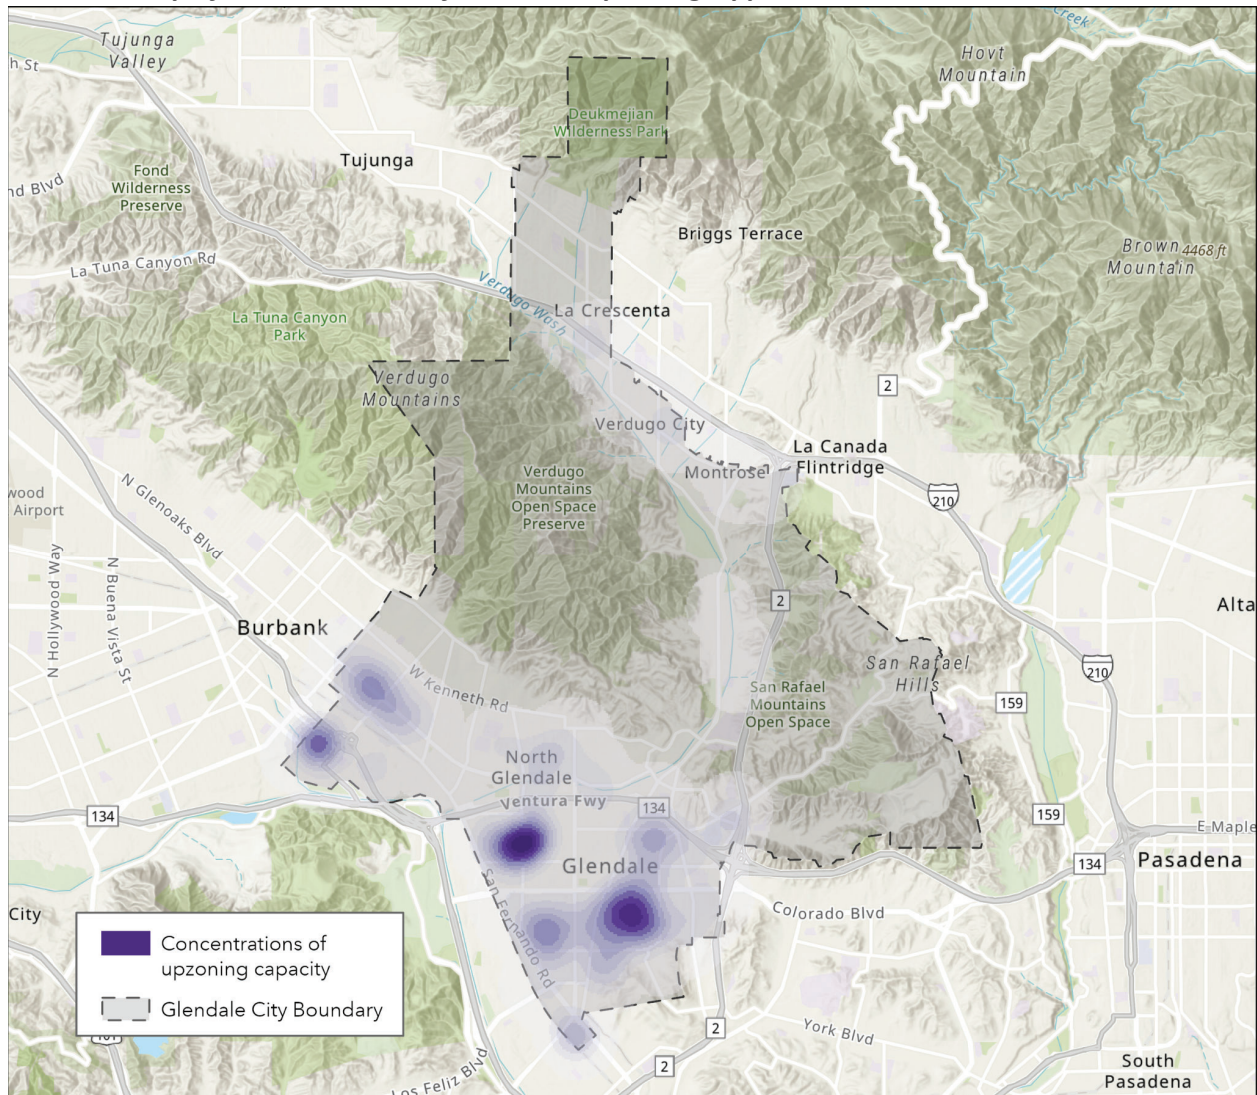 Creek
Tujunga
Valley
Hoyt
Mountain
h St
Deukmejian
Wilderness Park
Tujunga
Fond
Wilderness
Preserve
nd Blvd
Briggs Terrace
Brown
Mountain
4468 ft
La Tuna Canyon Rd
Verdugo Wash
La Crescenta
La Tuna Canyon
Park
Verdugo
Mountains
2
Verdugo City
La Canada
Flintridge
Montrose
Verdugo
Mountains
Open Space
Preserve
N Glenoaks Blvd
wood
Airport
210
N Hollywood Way
N Buena Vista St
2
Alta
Burbank
San Rafael
Hills
210
W Kenneth Rd
San Rafael
Mountains
Open Space
159
North
Glendale
Ventura Fwy
134
134
159
E Maple
Glendale
134
Pasadena
San Fernando Rd
City
Colorado Blvd
Concentrations of
upzoning capacity
Glendale City Boundary
101
2
York Blvd
2
Los Feliz Blvd
South
Pasadena